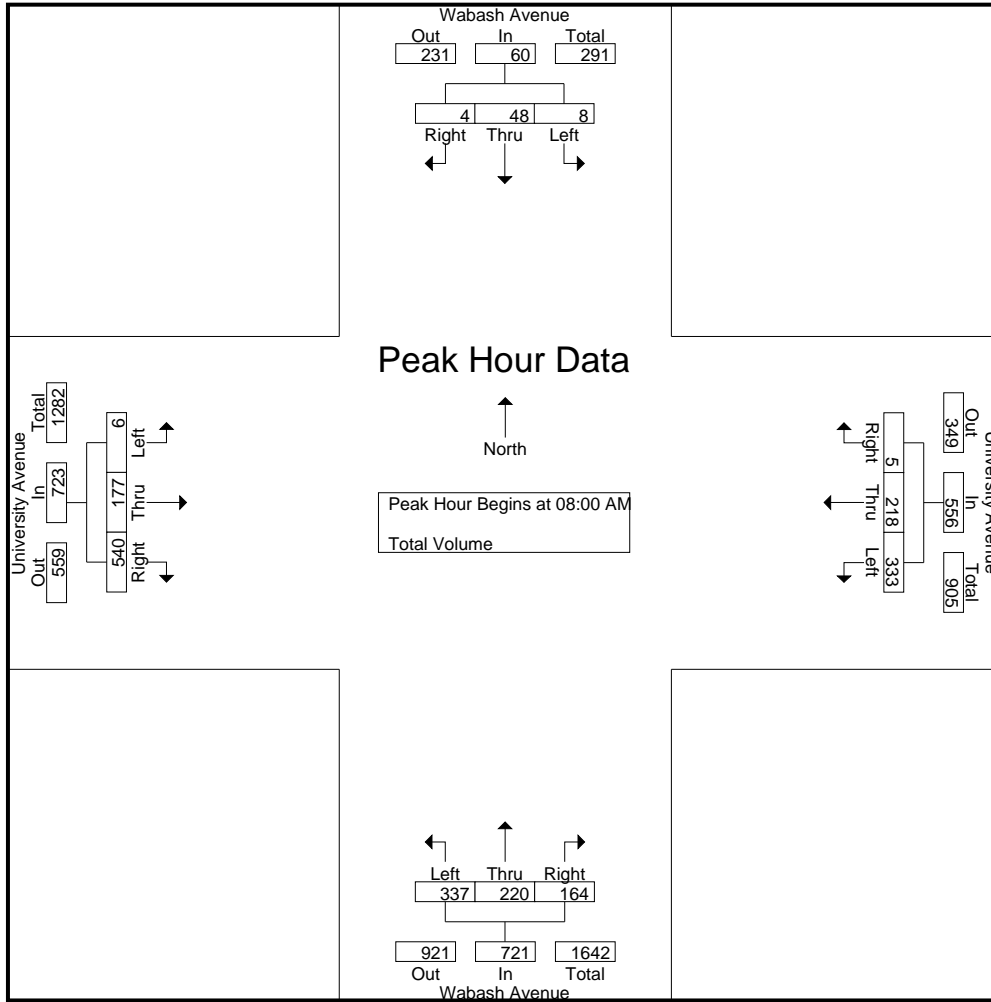 Wabash Avenue
Out In Total
231 60 291
4 48 8
Right Thru Left
Peak Hour Data
North
Peak Hour Begins at 08:00 AM
Total Volume
University Avenue
Out In Total
559 723 1282
540 177 6
Right Thru Left
University Avenue
Out In Total
349 556 905
5 218 333
Right Thru Left
Left Thru Right
337 220 164
921 721 1642
Out In Total
Wabash Avenue